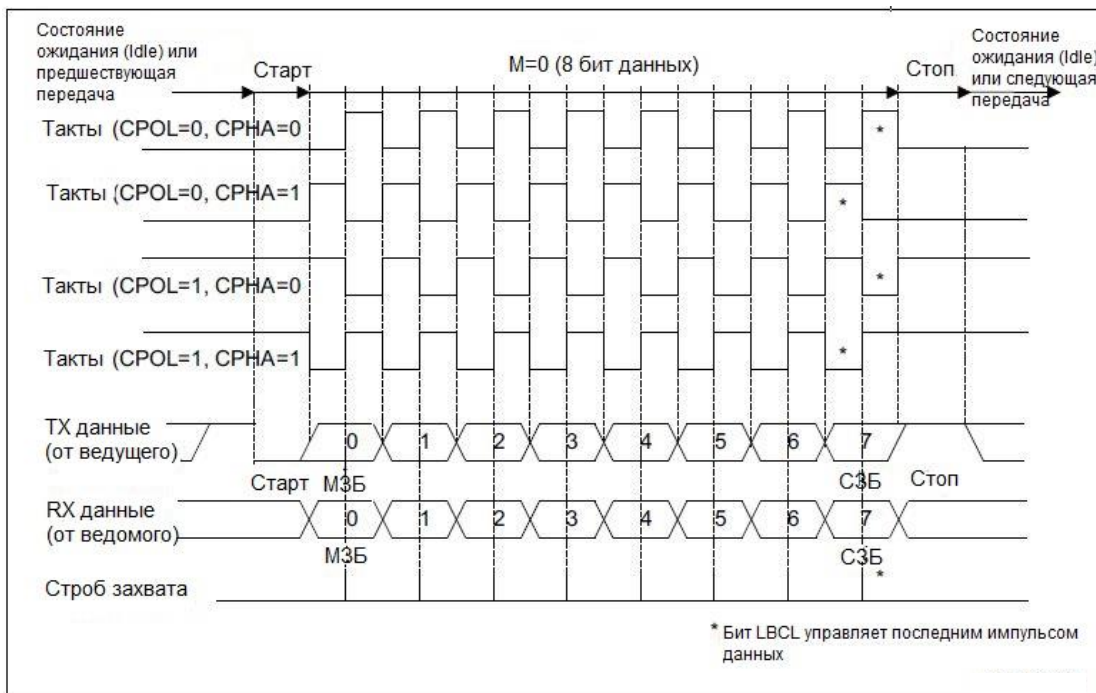 Состояние
ожидания (Idle) или
предшествующая
передача
Старт
M=0 (8 бит данных)
Стоп
Состояние
ожидания (Idle)
или следующая
передача
Такты (CPOL=0, CPHA=0
*
Такты (CPOL=0, CPHA=1
*
Такты (CPOL=1, CPHA=0
*
Такты (CPOL=1, CPHA=1
*
TX данные
(от ведущего)
0 1 2 3 4 5 6 7
Старт МЗБ СЗБ Стоп
RX данные
(от ведомого)
0 1 2 3 4 5 6 7
МЗБ СЗБ
*
Строб захвата
* Бит LBCL управляет последним импульсом
данных